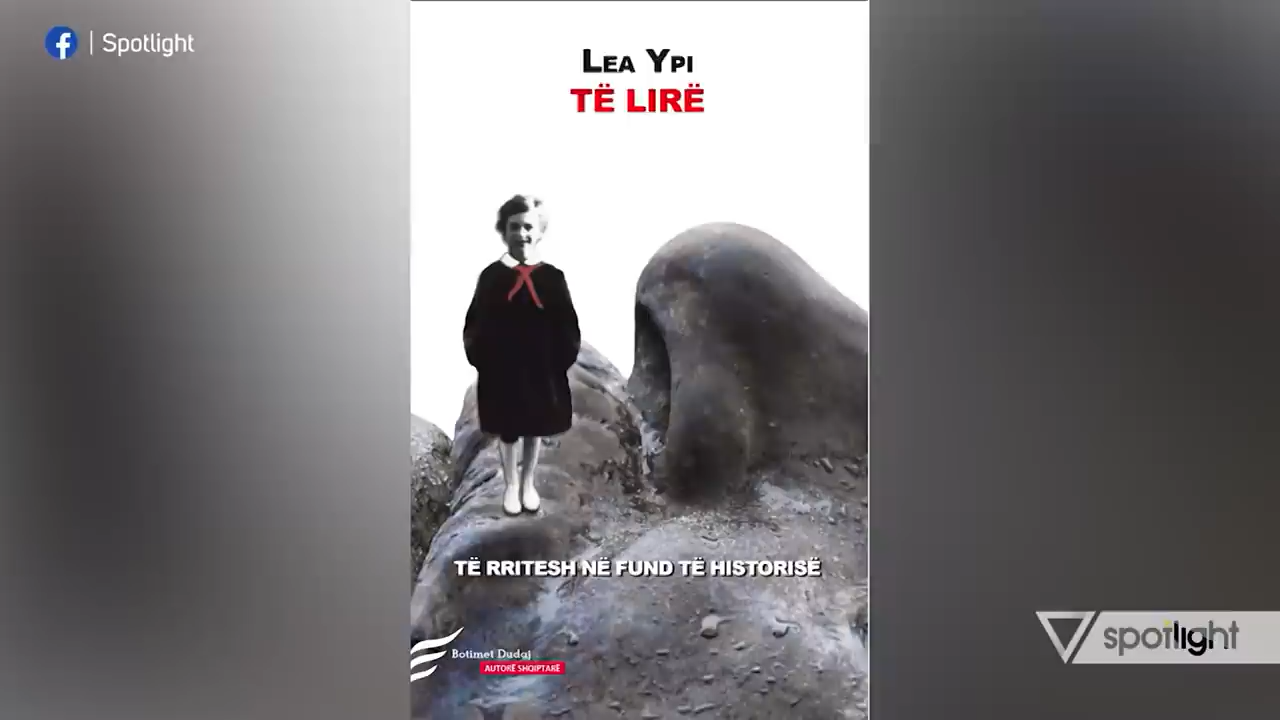 f | Spotlight
LEA YPI
TË LIRË
TË RRITESH NË FUND TË HISTORISË
Botimet Dudaj
AUTORË SHQIPTARË
spotlight